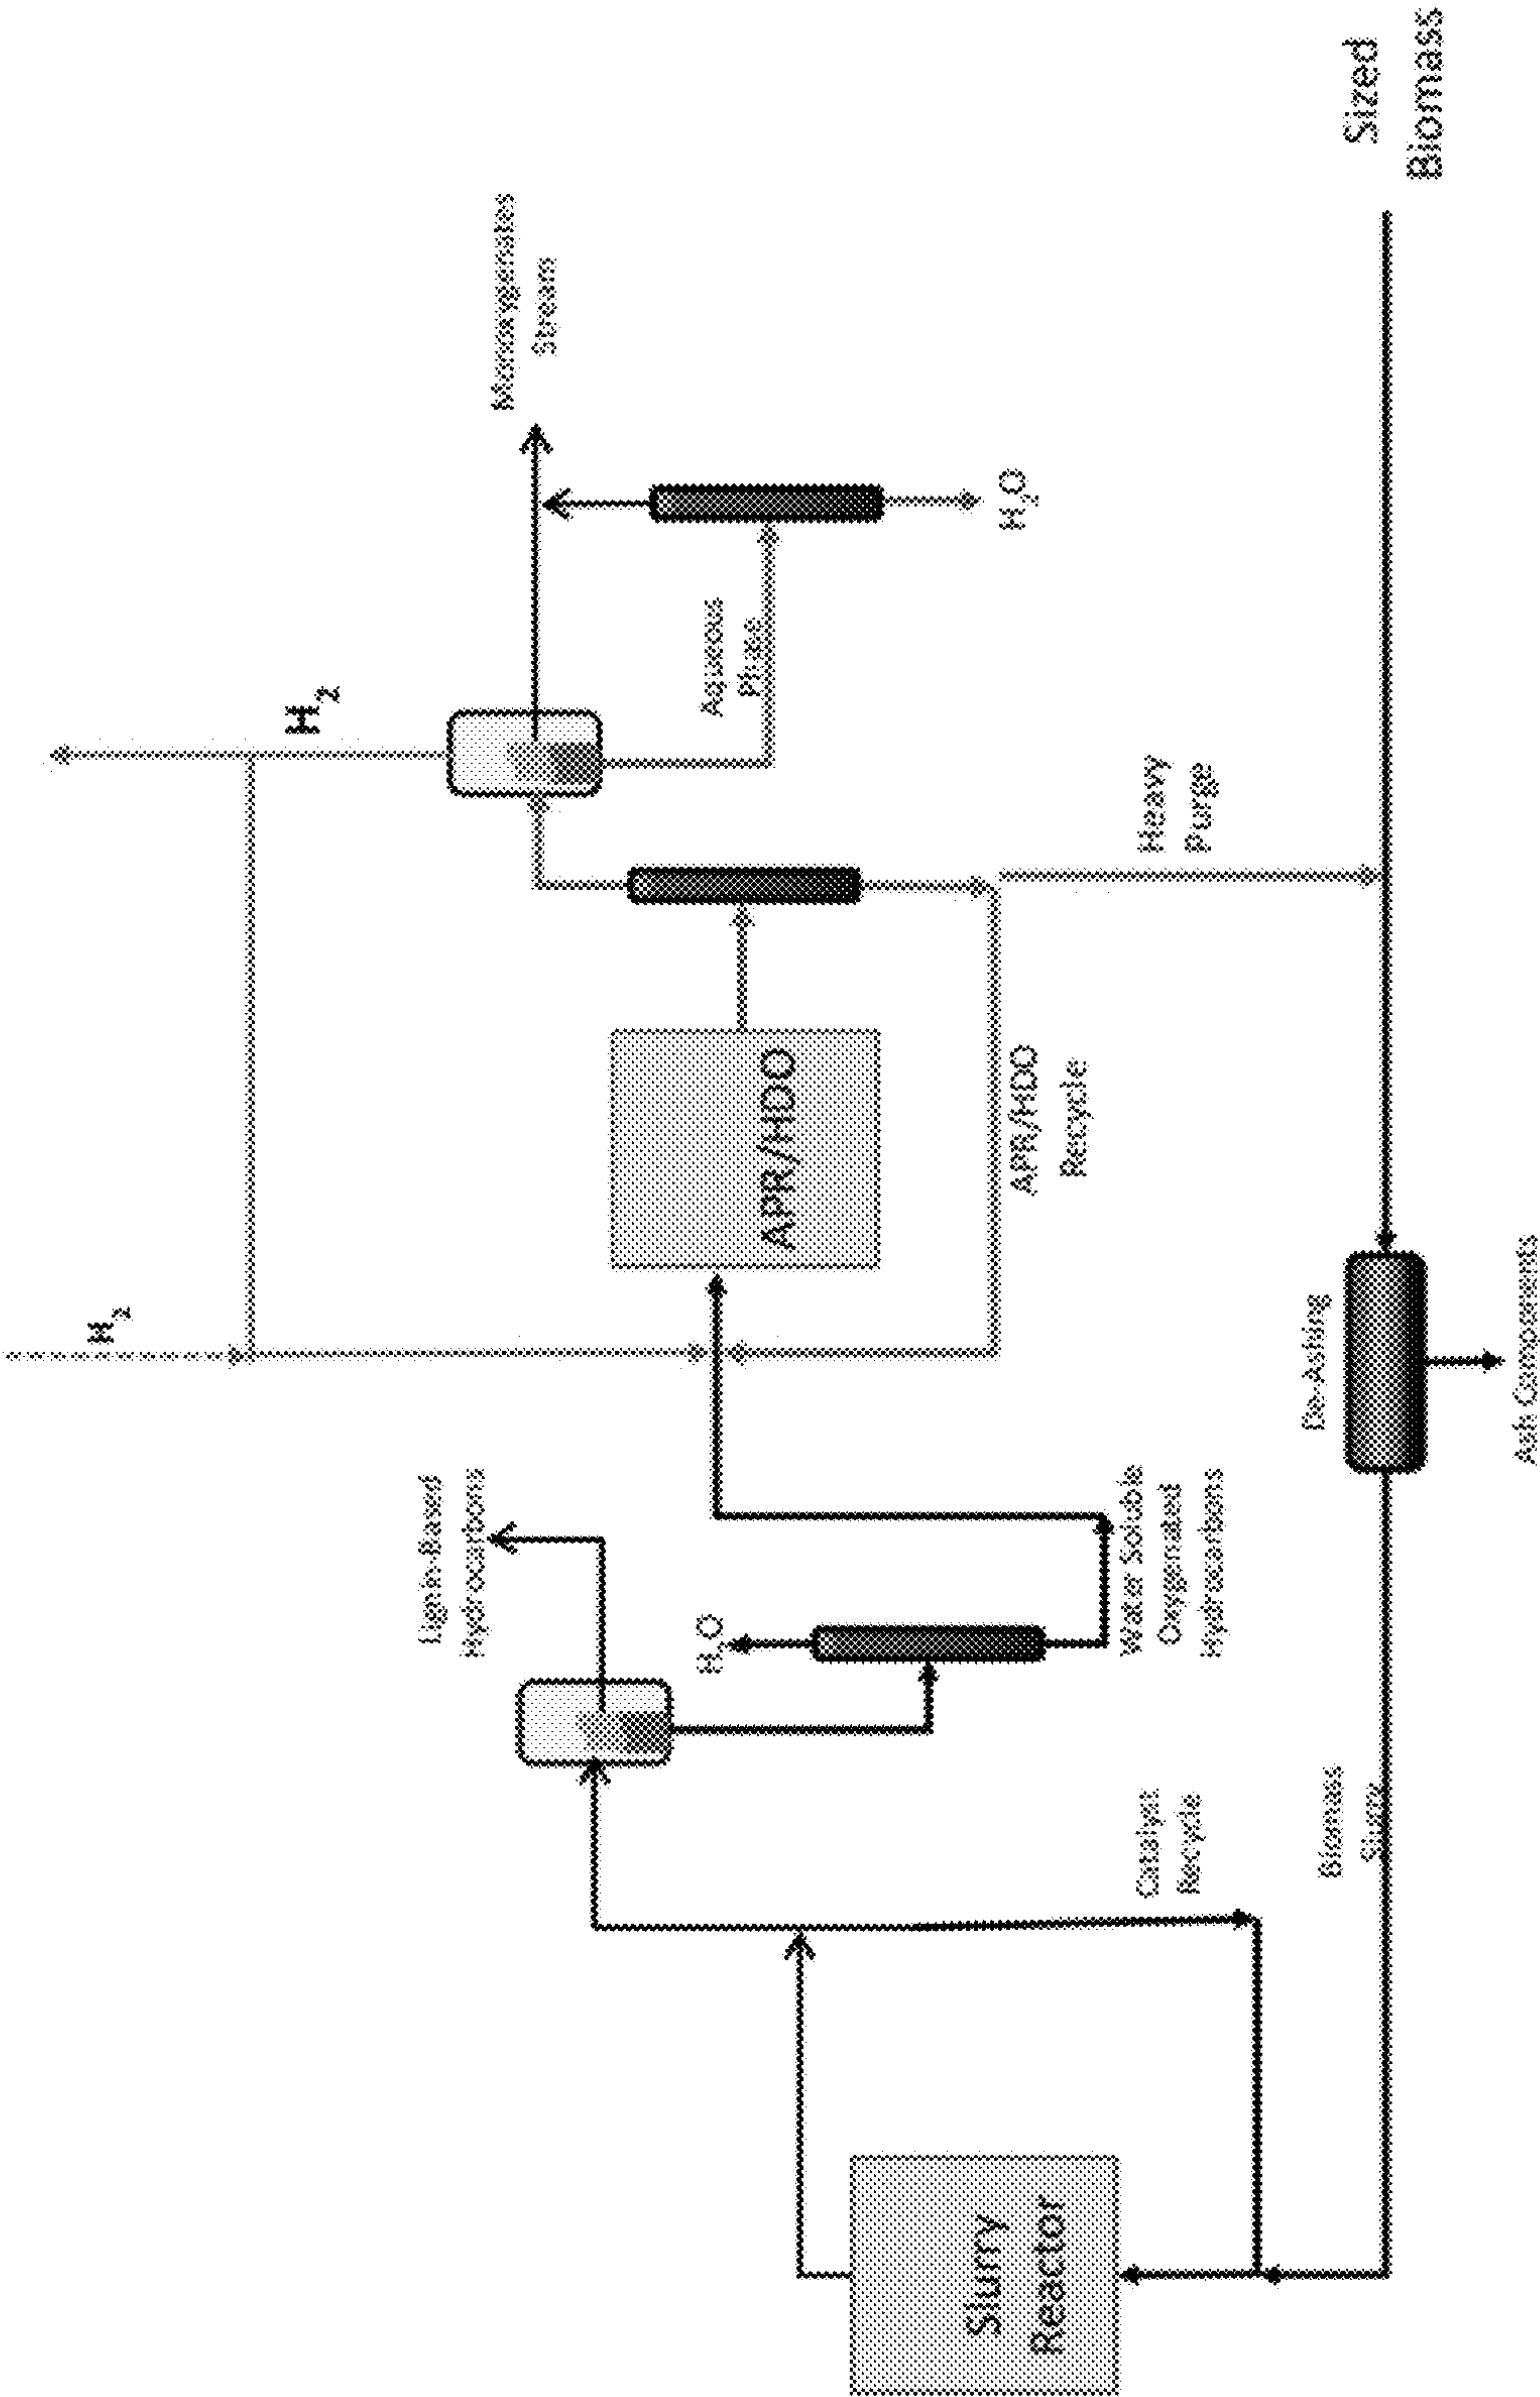 H2
H2
Lignin-Based
Hydrocarbons
Monoxygenates
Stream
H2O
APR/HDO
Aqueous
Phase
H2O
Water Soluble
Oxygenated
Hydrocarbons
APR/HDO
Recycle
Heavy
Purge
Slurry
Reactor
Catalyst
Recycle
Biomass
Slurry
De-Ashing
Ash Components
Sized
Biomass